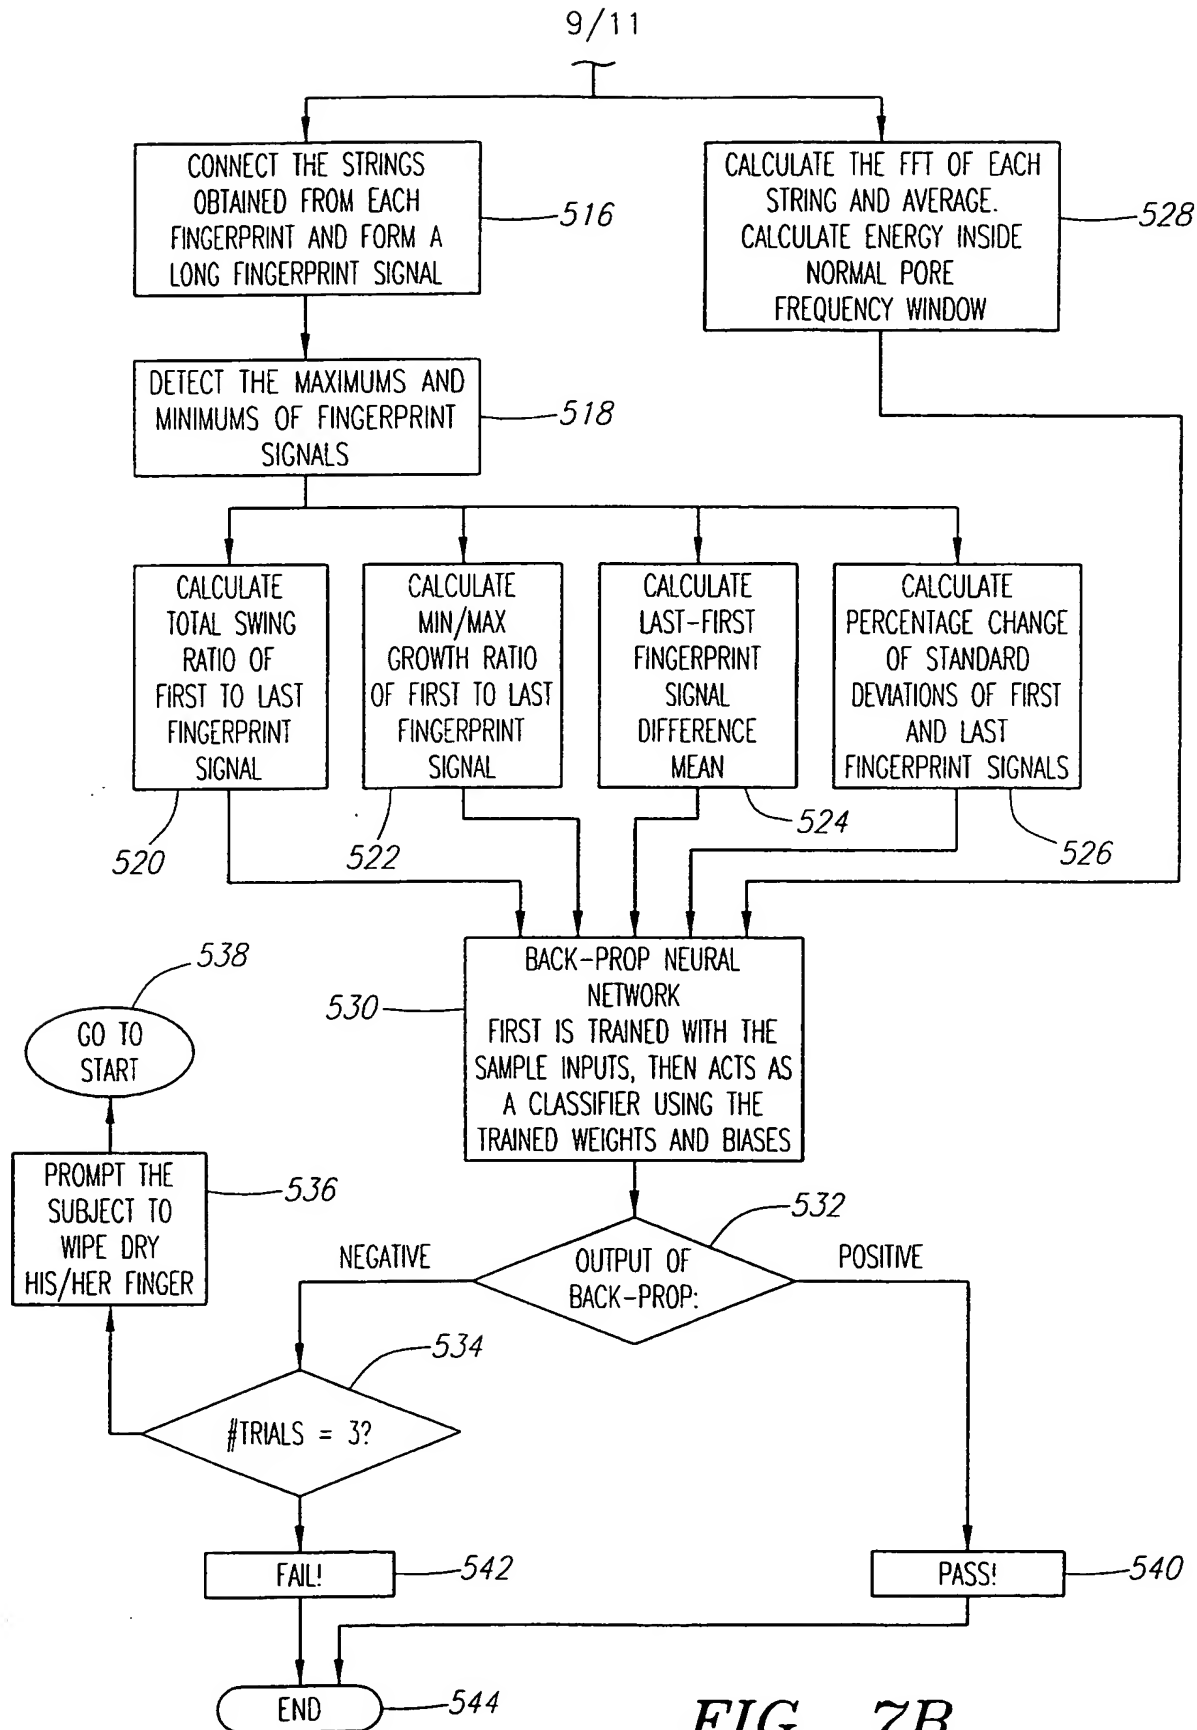 9/11
CONNECT THE STRINGS
OBTAINED FROM EACH
FINGERPRINT AND FORM A
LONG FINGERPRINT SIGNAL
516
CALCULATE THE FFT OF EACH
STRING AND AVERAGE.
CALCULATE ENERGY INSIDE
NORMAL PORE
FREQUENCY WINDOW
528
DETECT THE MAXIMUMS AND
MINIMUMS OF FINGERPRINT
SIGNALS
518
CALCULATE
TOTAL SWING
RATIO OF
FIRST TO LAST
FINGERPRINT
SIGNAL
520
CALCULATE
MIN/MAX
GROWTH RATIO
OF FIRST TO LAST
FINGERPRINT
SIGNAL
522
CALCULATE
LAST-FIRST
FINGERPRINT
SIGNAL
DIFFERENCE
MEAN
524
CALCULATE
PERCENTAGE CHANGE
OF STANDARD
DEVIATIONS OF FIRST
AND LAST
FINGERPRINT SIGNALS
526
BACK-PROP NEURAL
NETWORK
FIRST IS TRAINED WITH THE
SAMPLE INPUTS, THEN ACTS AS
A CLASSIFIER USING THE
TRAINED WEIGHTS AND BIASES
530
538
GO TO
START
PROMPT THE
SUBJECT TO
WIPE DRY
HIS/HER FINGER
536
532
OUTPUT OF
BACK-PROP:
NEGATIVE
POSITIVE
534
#TRIALS = 3?
FAIL!
542
PASS!
540
END
544
FIG. 7B